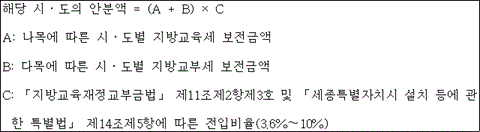 해당 시·도의 안분액 = (A + B) × C
A: 나목에 따른 시·도별 지방교육세 보전금액
B: 다목에 따른 시·도별 지방교부세 보전금액
C: 「지방교육재정교부금법」 제11조제2항제3호 및 「세종특별자치시 설치 등에 관
한 특별법」 제14조제5항에 따른 전입비율(3.6%～10%)